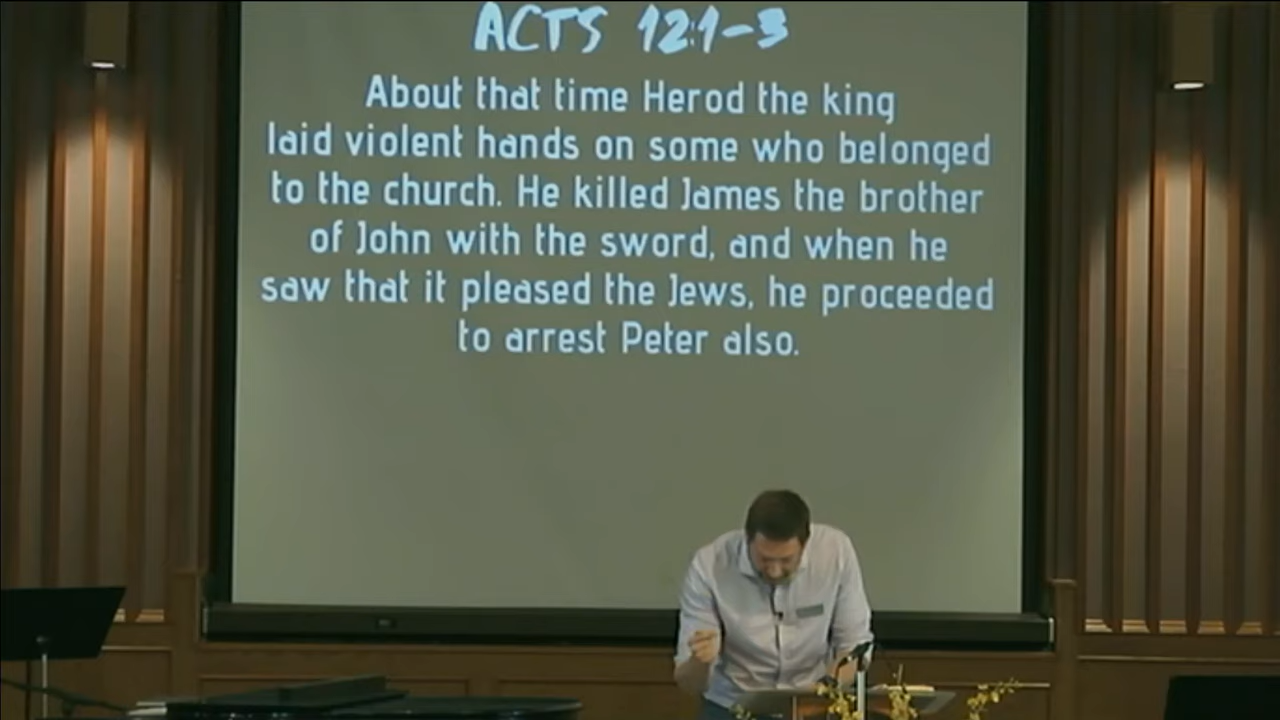 ACTS 12:1-3
About that time Herod the king
laid violent hands on some who belonged
to the church. He killed James the brother
of John with the sword, and when he
saw that it pleased the Jews, he proceeded
to arrest Peter also.